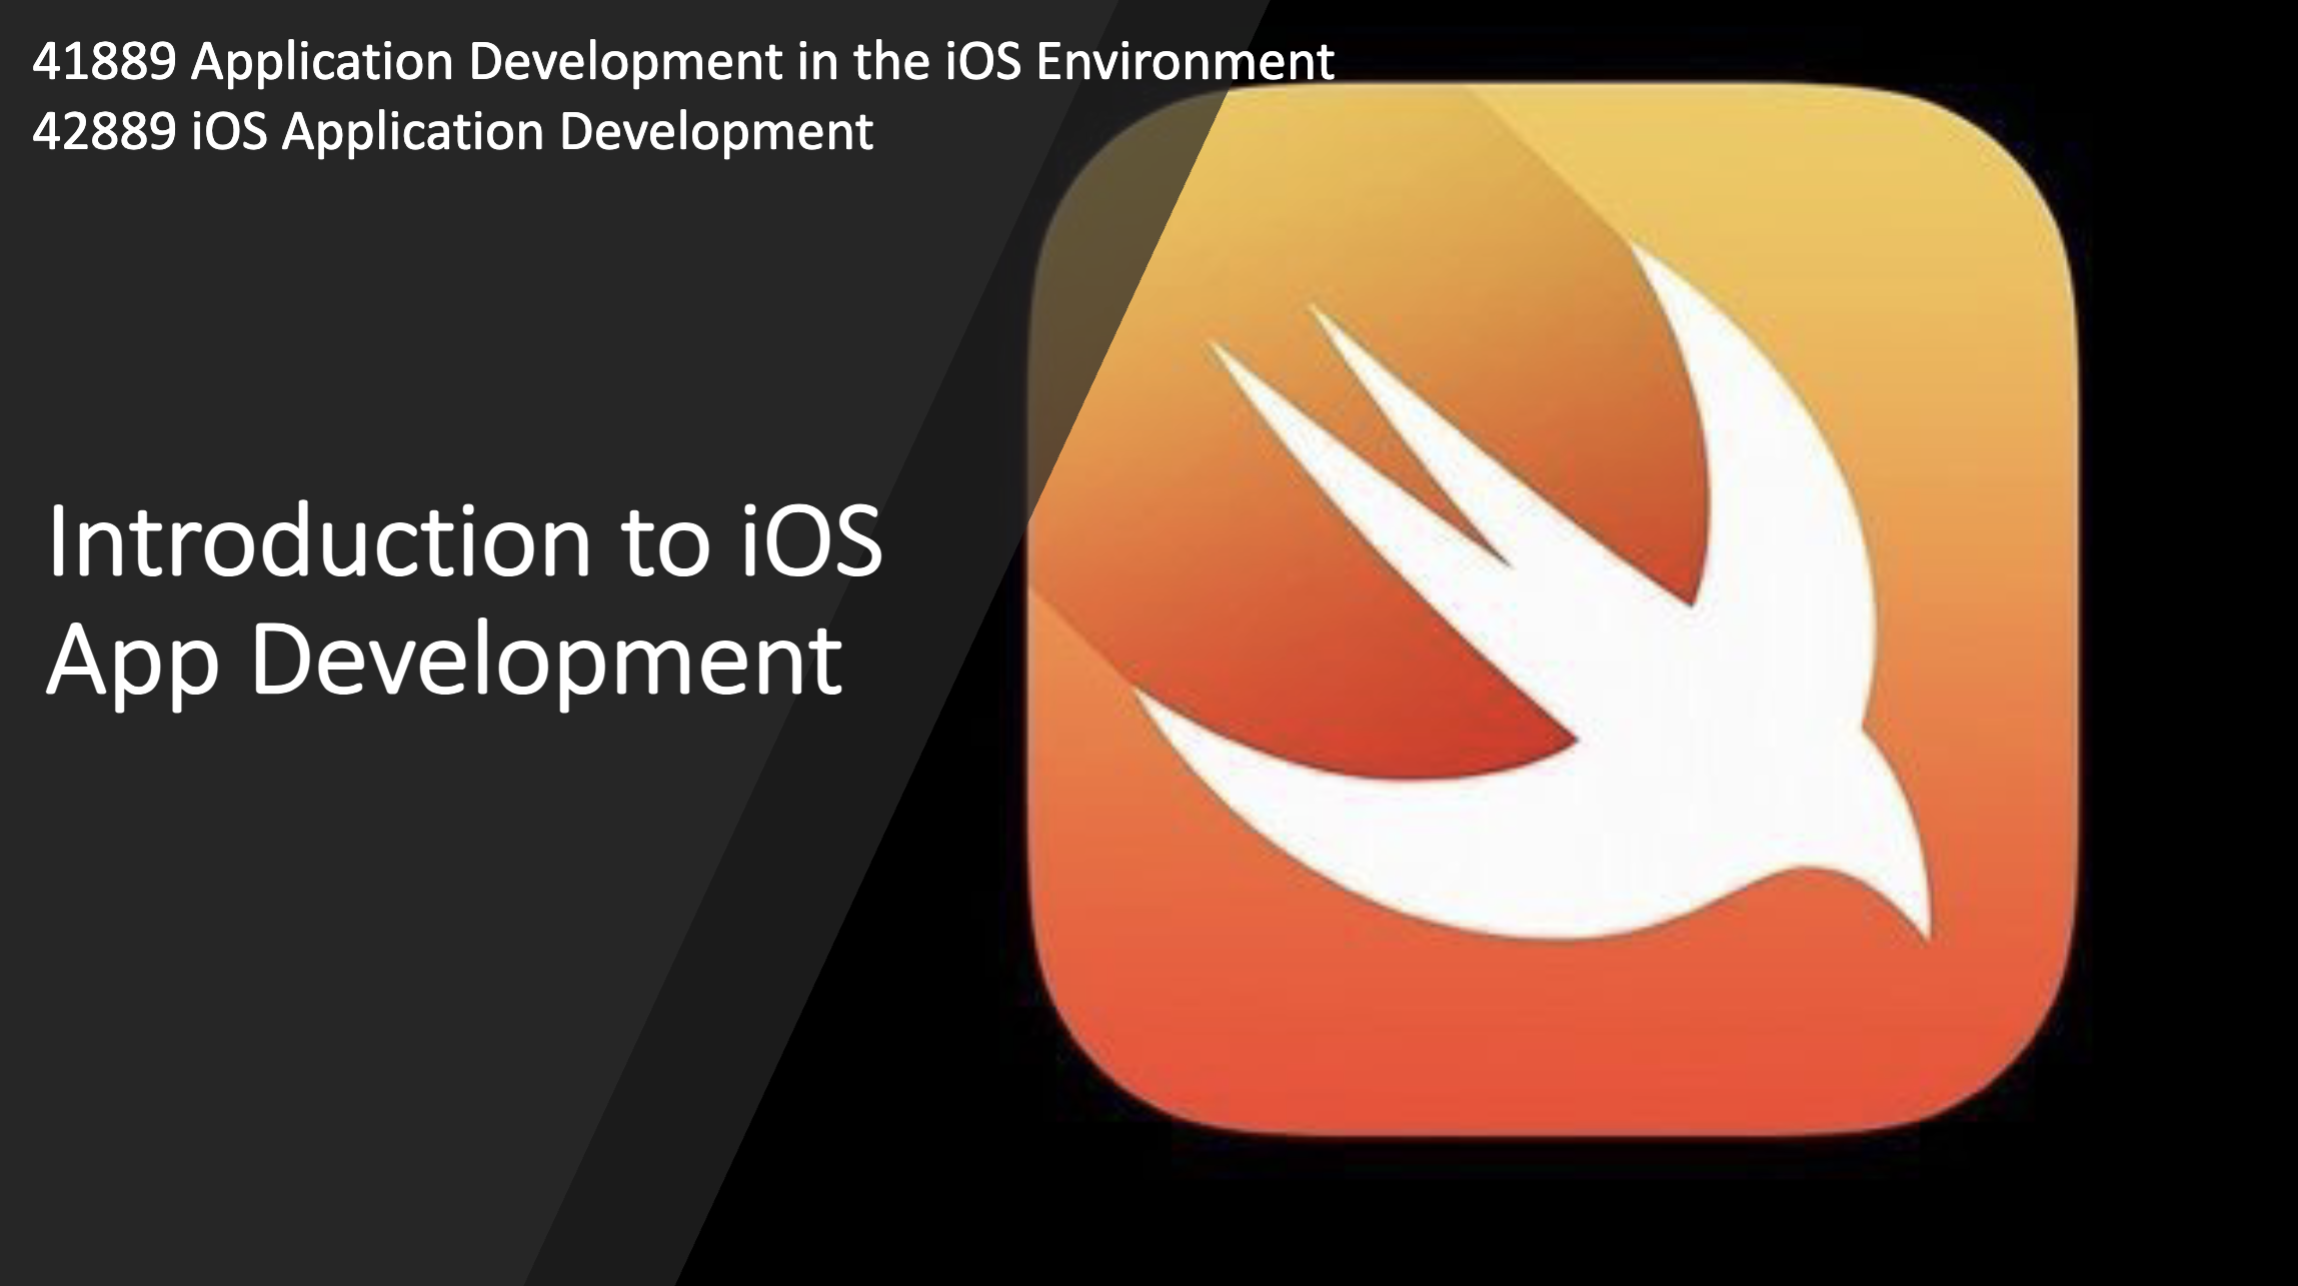 41889 Application Development in the iOS Environment
42889 iOS Application Development
Introduction to iOS
App Development